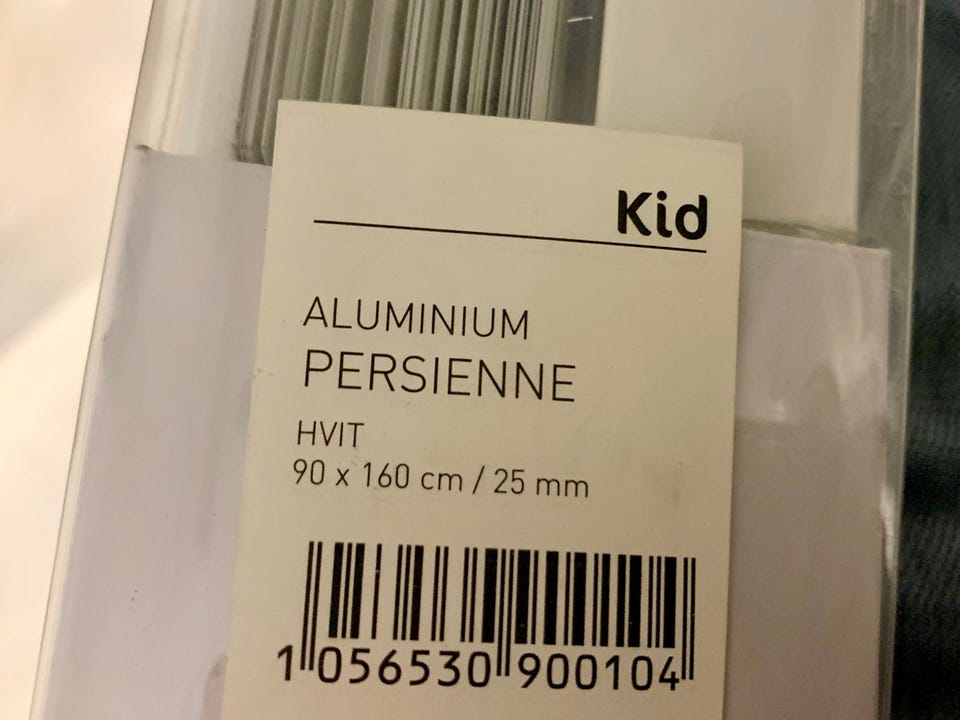 Kid
ALUMINIUM
PERSIENNE
HVIT
90 x 160 cm / 25 mm
1 056530 900104